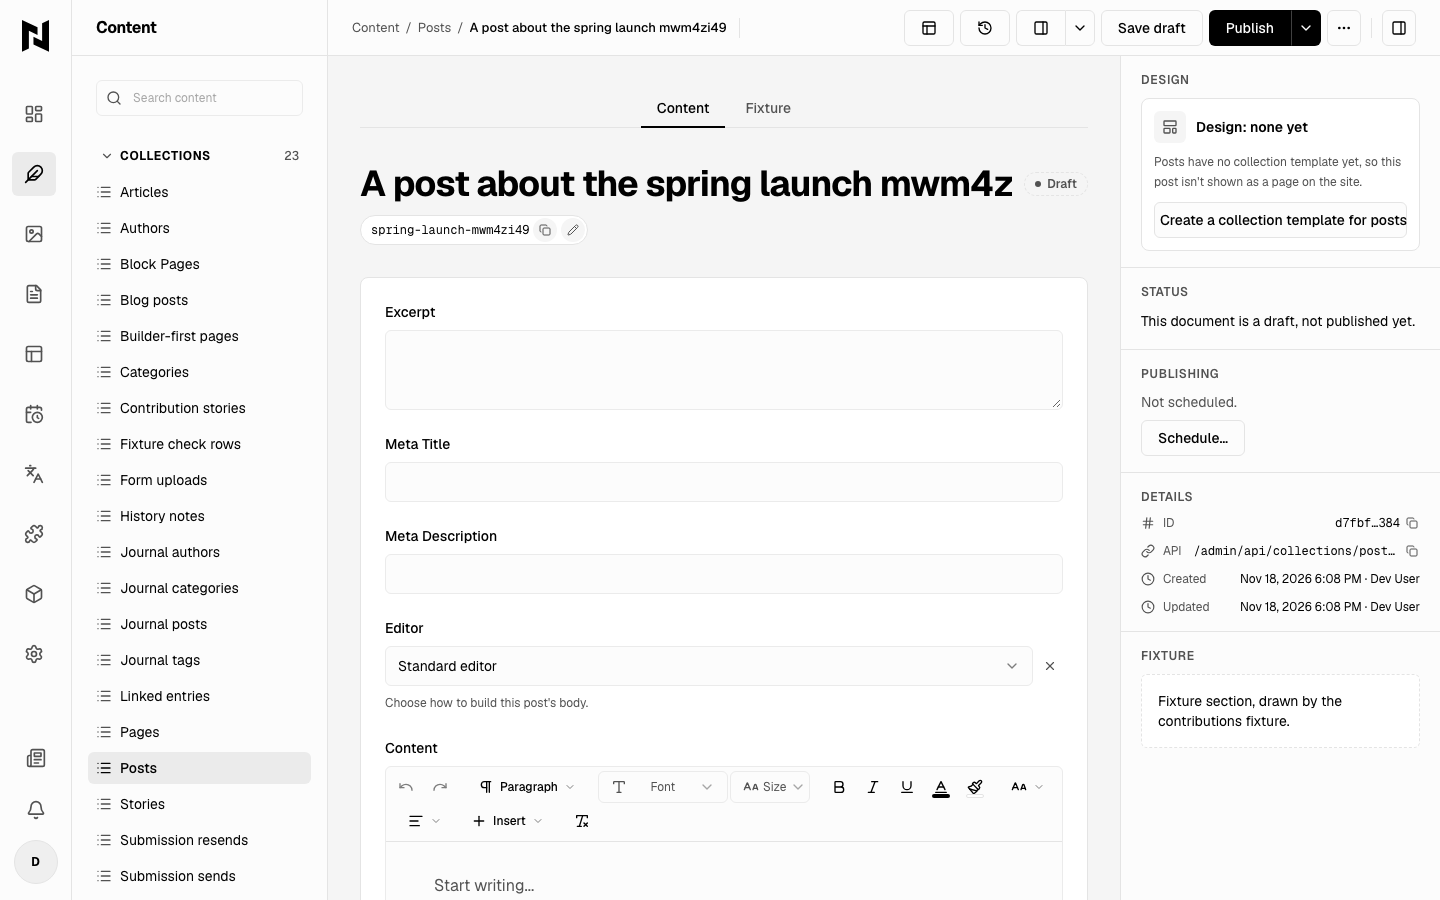 Content
Content / Posts / A post about the spring launch mwm4zi49
Save draft
Publish
Search content
COLLECTIONS 23
Articles
Authors
Block Pages
Blog posts
Builder-first pages
Categories
Contribution stories
Fixture check rows
Form uploads
History notes
Journal authors
Journal categories
Journal posts
Journal tags
Linked entries
Pages
Posts
Stories
Submission resends
Submission sends
D
Content Fixture
A post about the spring launch mwm4z
Draft
spring-launch-mwm4zi49
Excerpt
Meta Title
Meta Description
Editor
Standard editor
Choose how to build this post's body.
Content
Paragraph
Font
Size
Insert
Start writing...
DESIGN
Design: none yet
Posts have no collection template yet, so this
post isn't shown as a page on the site.
Create a collection template for posts
STATUS
This document is a draft, not published yet.
PUBLISHING
Not scheduled.
Schedule...
DETAILS
ID d7fbf…384
API /admin/api/collections/post…
Created Nov 18, 2026 6:08 PM · Dev User
Updated Nov 18, 2026 6:08 PM · Dev User
FIXTURE
Fixture section, drawn by the
contributions fixture.